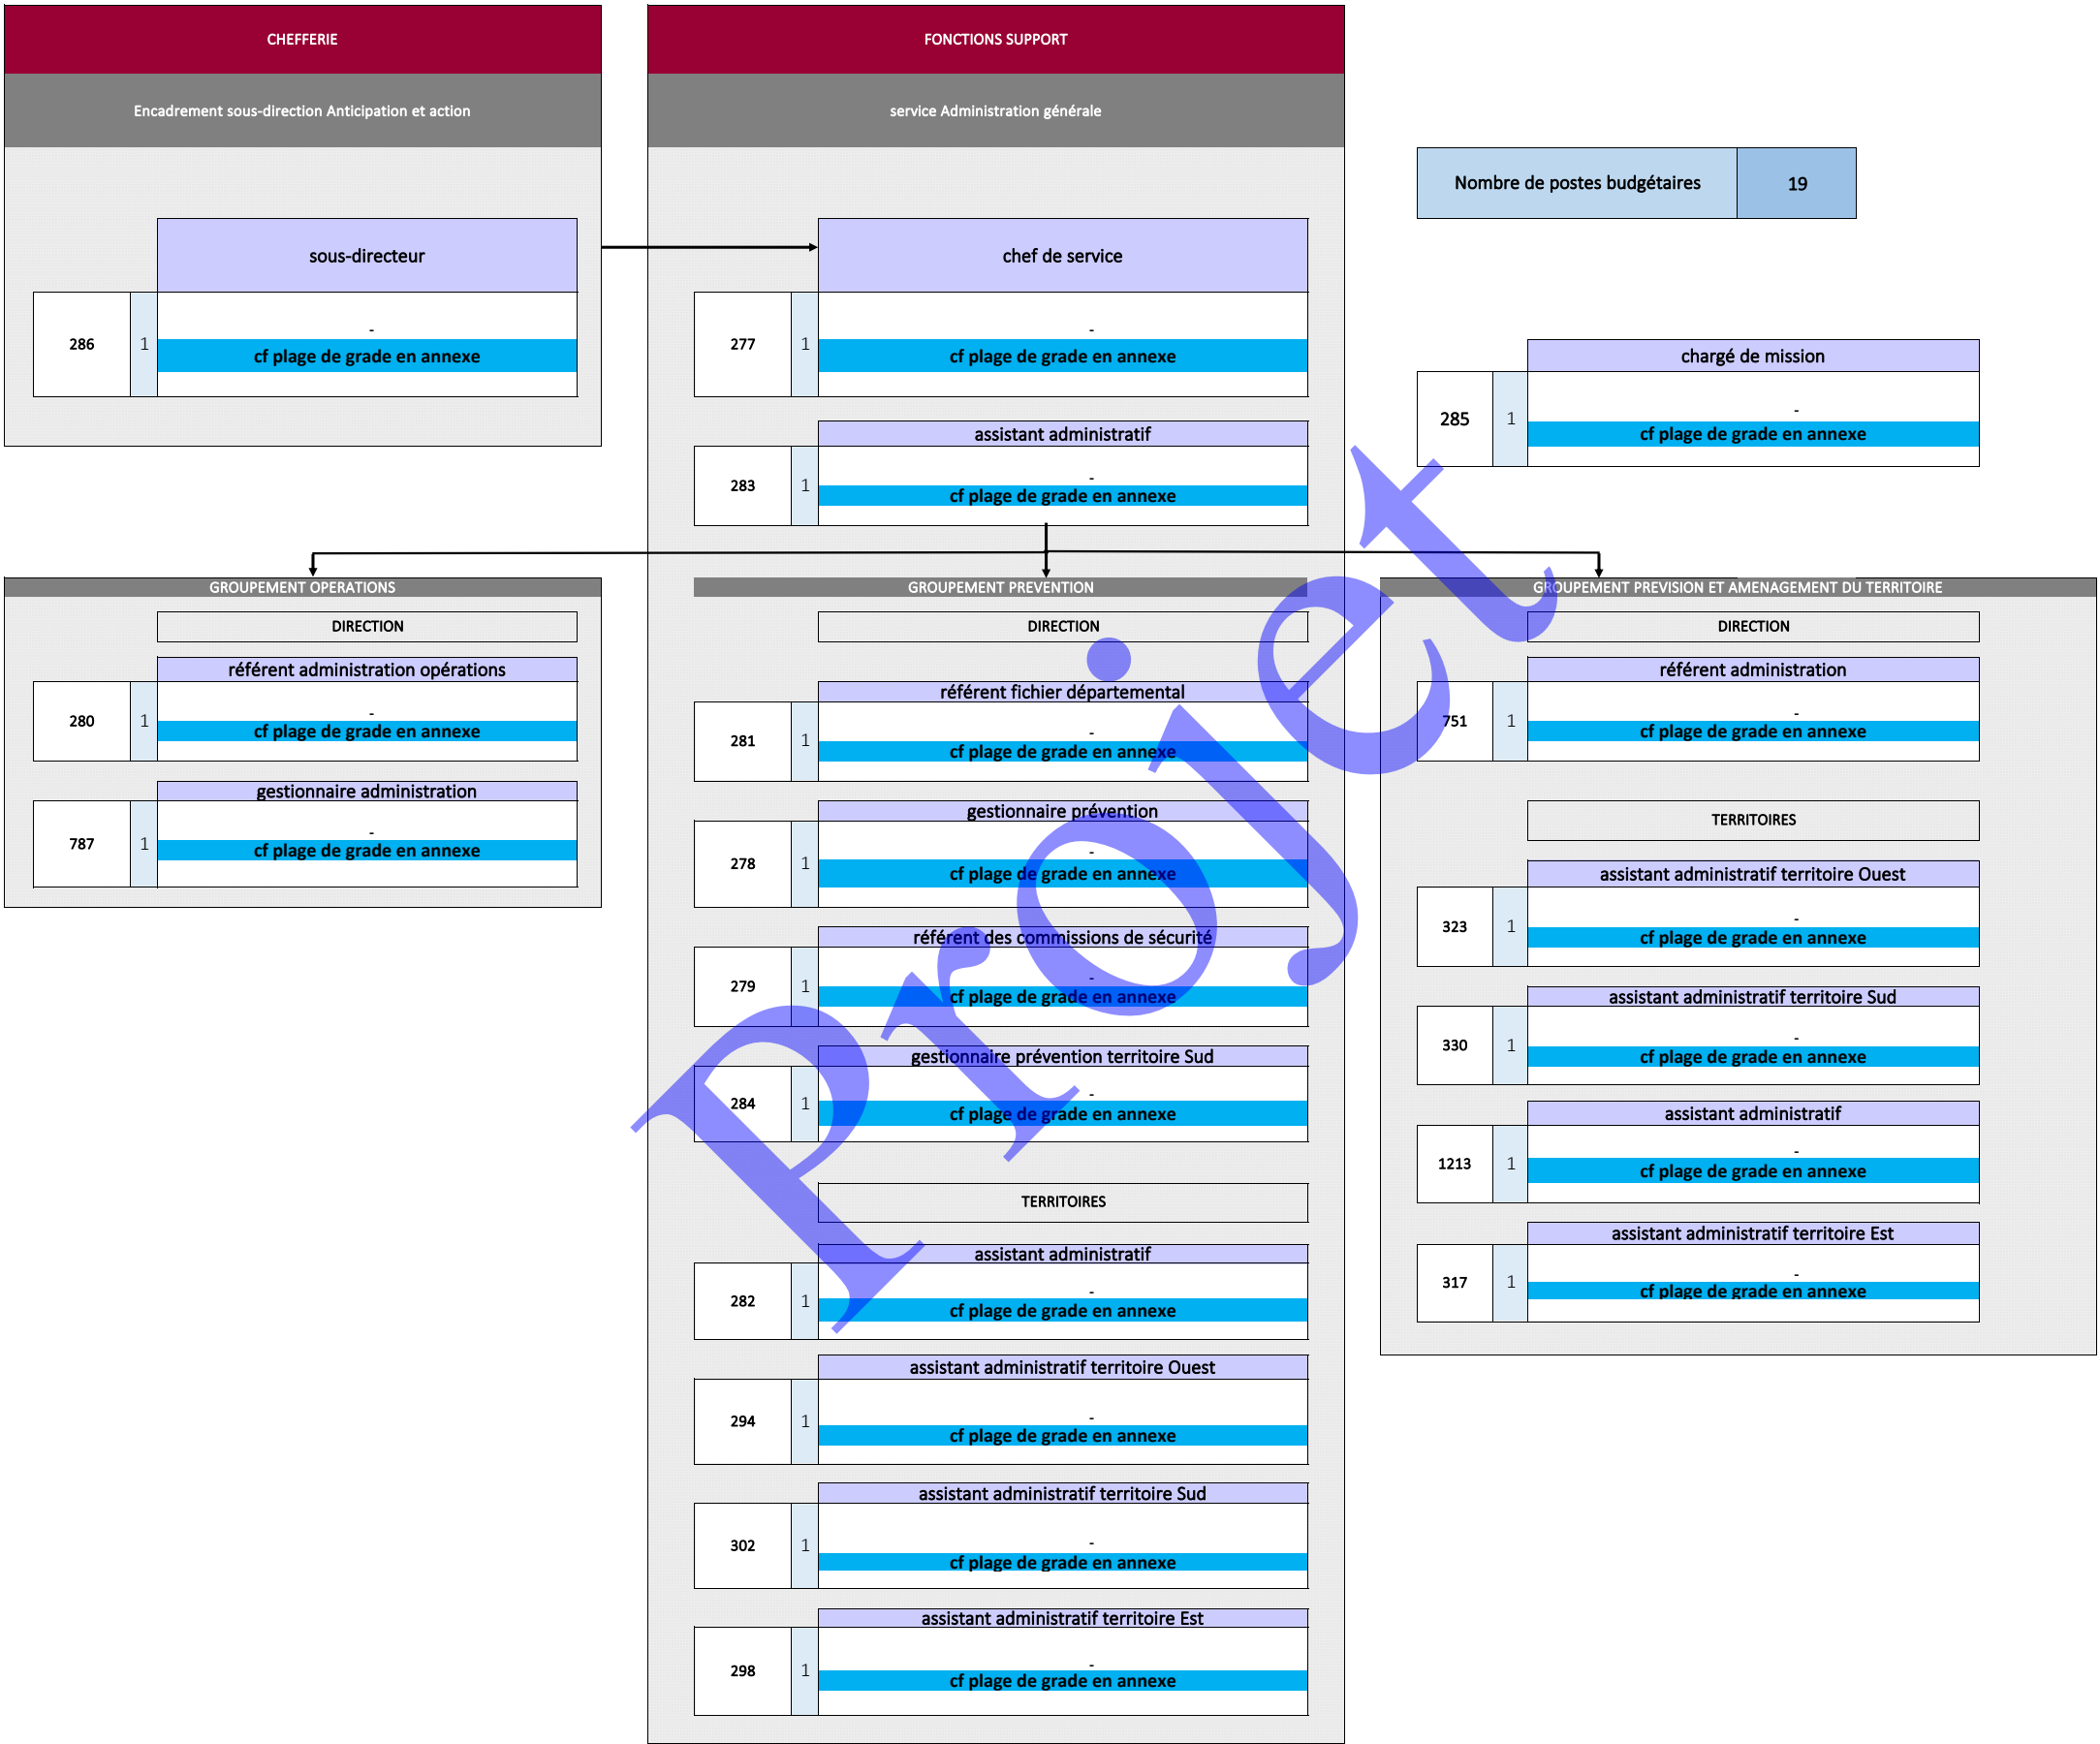 CHEFFERIE
Encadrement sous-direction Anticipation et action
sous-directeur
286
1
-
cf plage de grade en annexe
FONCTIONS SUPPORT
service Administration générale
chef de service
277
1
-
cf plage de grade en annexe
assistant administratif
283
1
-
cf plage de grade en annexe
Nombre de postes budgétaires
19
chargé de mission
285
1
-
cf plage de grade en annexe
GROUPEMENT OPERATIONS
DIRECTION
référent administration opérations
280
1
-
cf plage de grade en annexe
gestionnaire administration
787
1
-
cf plage de grade en annexe
GROUPEMENT PREVENTION
DIRECTION
référent fichier départemental
281
1
-
cf plage de grade en annexe
gestionnaire prévention
278
1
-
cf plage de grade en annexe
référent des commissions de sécurité
279
1
-
cf plage de grade en annexe
gestionnaire prévention territoire Sud
284
1
-
cf plage de grade en annexe
TERRITOIRES
assistant administratif
282
1
-
cf plage de grade en annexe
assistant administratif territoire Ouest
294
1
-
cf plage de grade en annexe
assistant administratif territoire Sud
302
1
-
cf plage de grade en annexe
assistant administratif territoire Est
298
1
-
cf plage de grade en annexe
GROUPEMENT PREVISION ET AMENAGEMENT DU TERRITOIRE
DIRECTION
référent administration
751
1
-
cf plage de grade en annexe
TERRITOIRES
assistant administratif territoire Ouest
323
1
-
cf plage de grade en annexe
assistant administratif territoire Sud
330
1
-
cf plage de grade en annexe
assistant administratif
1213
1
-
cf plage de grade en annexe
assistant administratif territoire Est
317
1
-
cf plage de grade en annexe
Projet